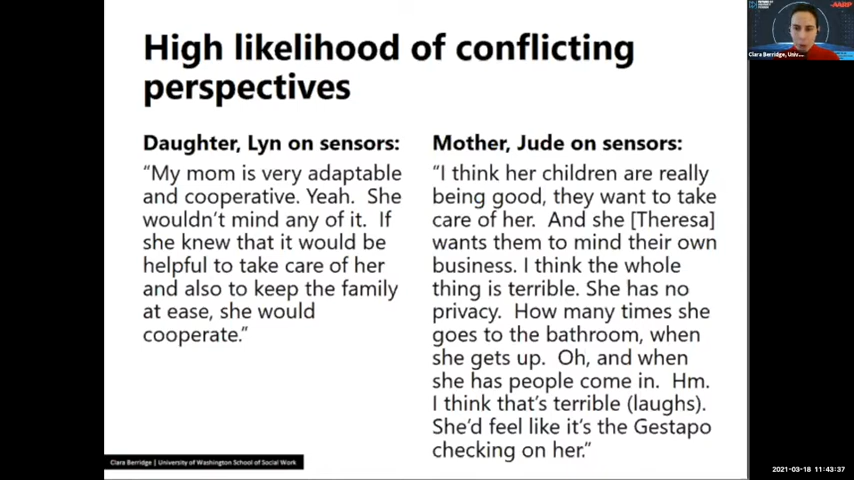 High likelihood of conflicting
perspectives
Daughter, Lyn on sensors:
“My mom is very adaptable
and cooperative. Yeah.  She
wouldn’t mind any of it.  If
she knew that it would be
helpful to take care of her
and also to keep the family
at ease, she would
cooperate.”
Mother, Jude on sensors:
“I think her children are really
being good, they want to take
care of her.  And she [Theresa]
wants them to mind their own
business. I think the whole
thing is terrible. She has no
privacy.  How many times she
goes to the bathroom, when
she gets up.  Oh, and when
she has people come in.  Hm.
I think that’s terrible (laughs).
She’d feel like it’s the Gestapo
checking on her.”
Clara Berridge | University of Washington School of Social Work
AARP
Clara Berridge, Univ...
2021-03-18 11:43:37